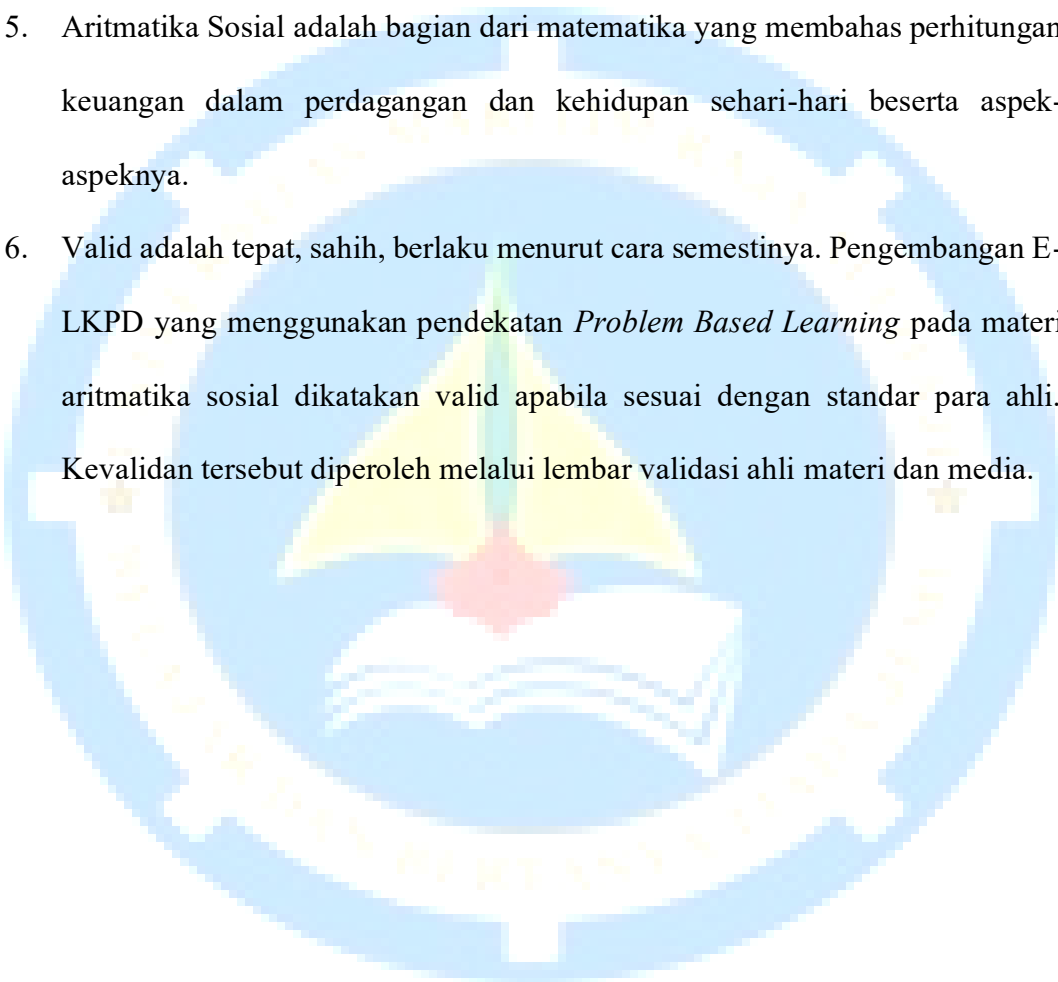 5. Aritmatika Sosial adalah bagian dari matematika yang membahas perhitungan
keuangan dalam perdagangan dan kehidupan sehari-hari beserta aspek-
aspeknya.
6. Valid adalah tepat, sahih, berlaku menurut cara semestinya. Pengembangan E-
LKPD yang menggunakan pendekatan Problem Based Learning pada materi
aritmatika sosial dikatakan valid apabila sesuai dengan standar para ahli.
Kevalidan tersebut diperoleh melalui lembar validasi ahli materi dan media.